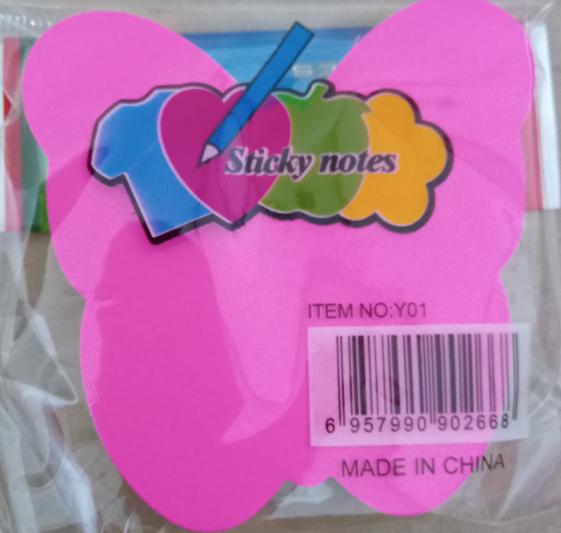 Sticky notes
ITEM NO:Y01
6 957990 902668
MADE IN CHINA